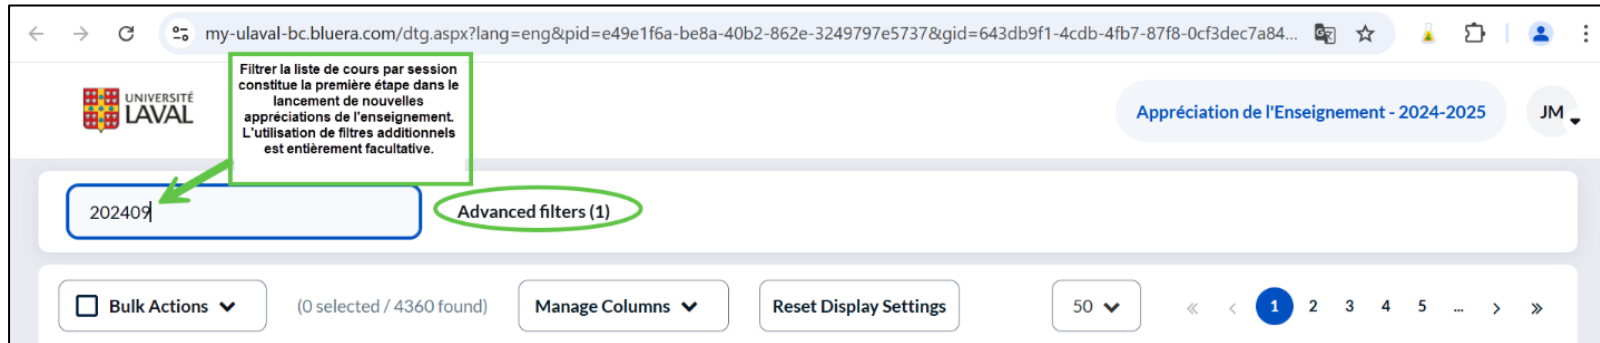 my-ulaval-bc.bluera.com/dtg.aspx?lang=eng&pid=e49e1f6a-be8a-40b2-862e-3249797e5737&gid=643db9f1-4cdb-4fb7-87f8-0cf3dec7a84...
Filtrer la liste de cours par session
constitue la première étape dans le
lancement de nouvelles
appréciations de l'enseignement.
L'utilisation de filtres additionnels
est entièrement facultative.
UNIVERSITÉ
LAVAL
Appréciation de l'Enseignement - 2024-2025
JM
202409
Advanced filters (1)
Bulk Actions
(0 selected / 4360 found)
Manage Columns
Reset Display Settings
50
« < 1 2 3 4 5 ... > »